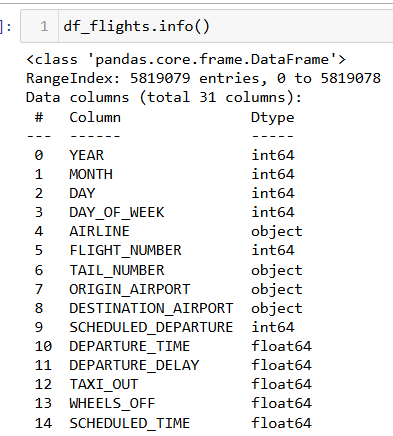 ]: 1 df_flights.info()
<class 'pandas.core.frame.DataFrame'>
RangeIndex: 5819079 entries, 0 to 5819078
Data columns (total 31 columns):
 #   Column               Dtype
---  ------               -----
 0   YEAR                 int64
 1   MONTH                int64
 2   DAY                  int64
 3   DAY_OF_WEEK          int64
 4   AIRLINE              object
 5   FLIGHT_NUMBER        int64
 6   TAIL_NUMBER          object
 7   ORIGIN_AIRPORT       object
 8   DESTINATION_AIRPORT  object
 9   SCHEDULED_DEPARTURE  int64
 10  DEPARTURE_TIME       float64
 11  DEPARTURE_DELAY      float64
 12  TAXI_OUT             float64
 13  WHEELS_OFF           float64
 14  SCHEDULED_TIME       float64